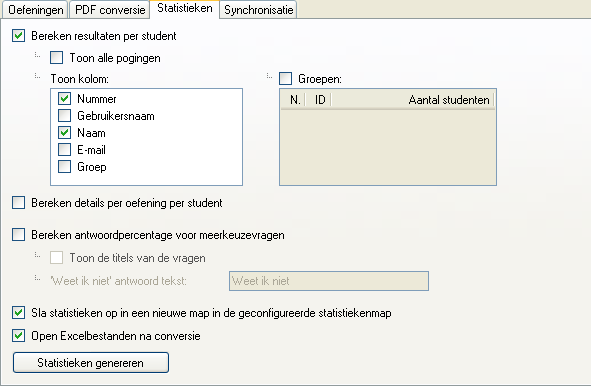 Oefeningen PDF conversie Statistieken Synchronisatie
Bereken resultaten per student
Toon alle pogingen
Toon kolom:
Nummer
Gebruikersnaam
Naam
E-mail
Groep
Groepen:
N. ID Aantal studenten
Bereken details per oefening per student
Bereken antwoordpercentage voor meerkeuzevragen
Toon de titels van de vragen
'Weet ik niet' antwoord tekst: Weet ik niet
Sla statistieken op in een nieuwe map in de geconfigureerde statistiekenmap
Open Excelbestanden na conversie
Statistieken genereren